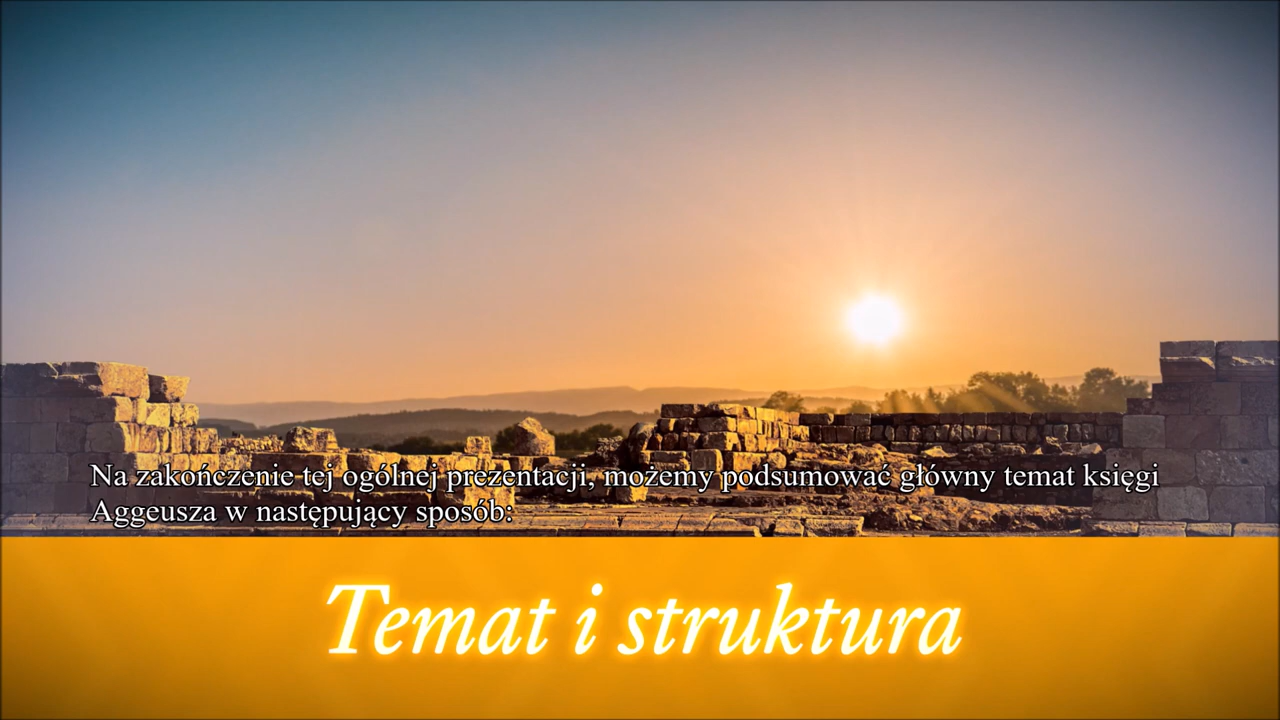 Na zakończenie tej ogólnej prezentacji, możemy podsumować główny temat księgi
Aggeusza w następujący sposób:
Temat i struktura